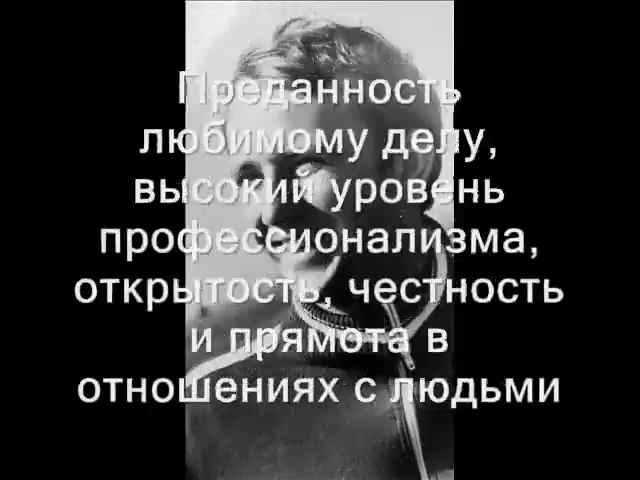 Преданность
любимому делу,
высокий уровень
профессионализма,
открытость, честность
и прямота в
отношениях с людьми